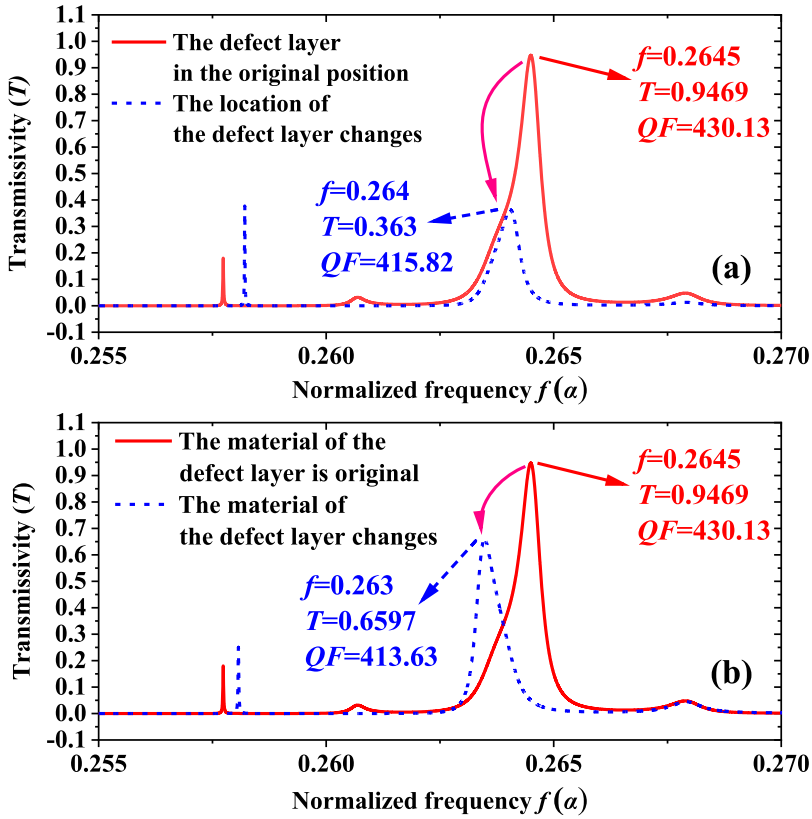 1.1
1.0
0.9
0.8
0.7
0.6
0.5
0.4
0.3
0.2
0.1
0.0
-0.1
Transmissivity (T)
The defect layer
in the original position
The location of
the defect layer changes
f=0.2645
T=0.9469
QF=430.13
f=0.264
T=0.363
QF=415.82
(a)
0.255
0.260
0.265
0.270
Normalized frequency f (α)
1.1
1.0
0.9
0.8
0.7
0.6
0.5
0.4
0.3
0.2
0.1
0.0
-0.1
Transmissivity (T)
The material of the
defect layer is original
The material of
the defect layer changes
f=0.2645
T=0.9469
QF=430.13
f=0.263
T=0.6597
QF=413.63
(b)
0.255
0.260
0.265
0.270
Normalized frequency f (α)